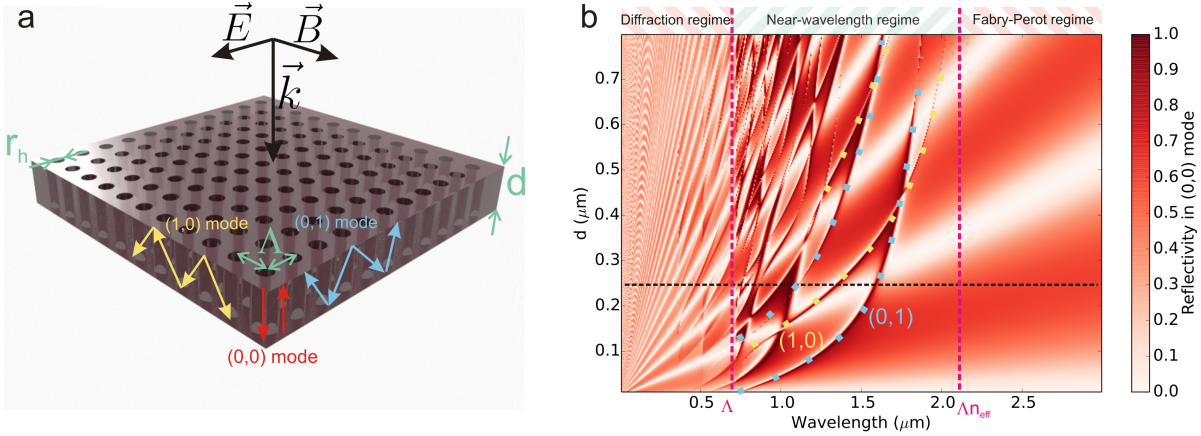 a
E⃗ B⃗
k⃗
r_h
d
(1,0) mode
(0,1) mode
Λ
(0,0) mode
b
Diffraction regime Near-wavelength regime Fabry-Perot regime
d (μm)
0.7
0.6
0.5
0.4
0.3
0.2
0.1
(0,1)
(1,0)
0.5 1.0 1.5 2.0 2.5
Λ Λn_eff
Wavelength (μm)
1.0
0.9
0.8
0.7
0.6
0.5
0.4
0.3
0.2
0.1
0.0
Reflectivity in (0,0) mode